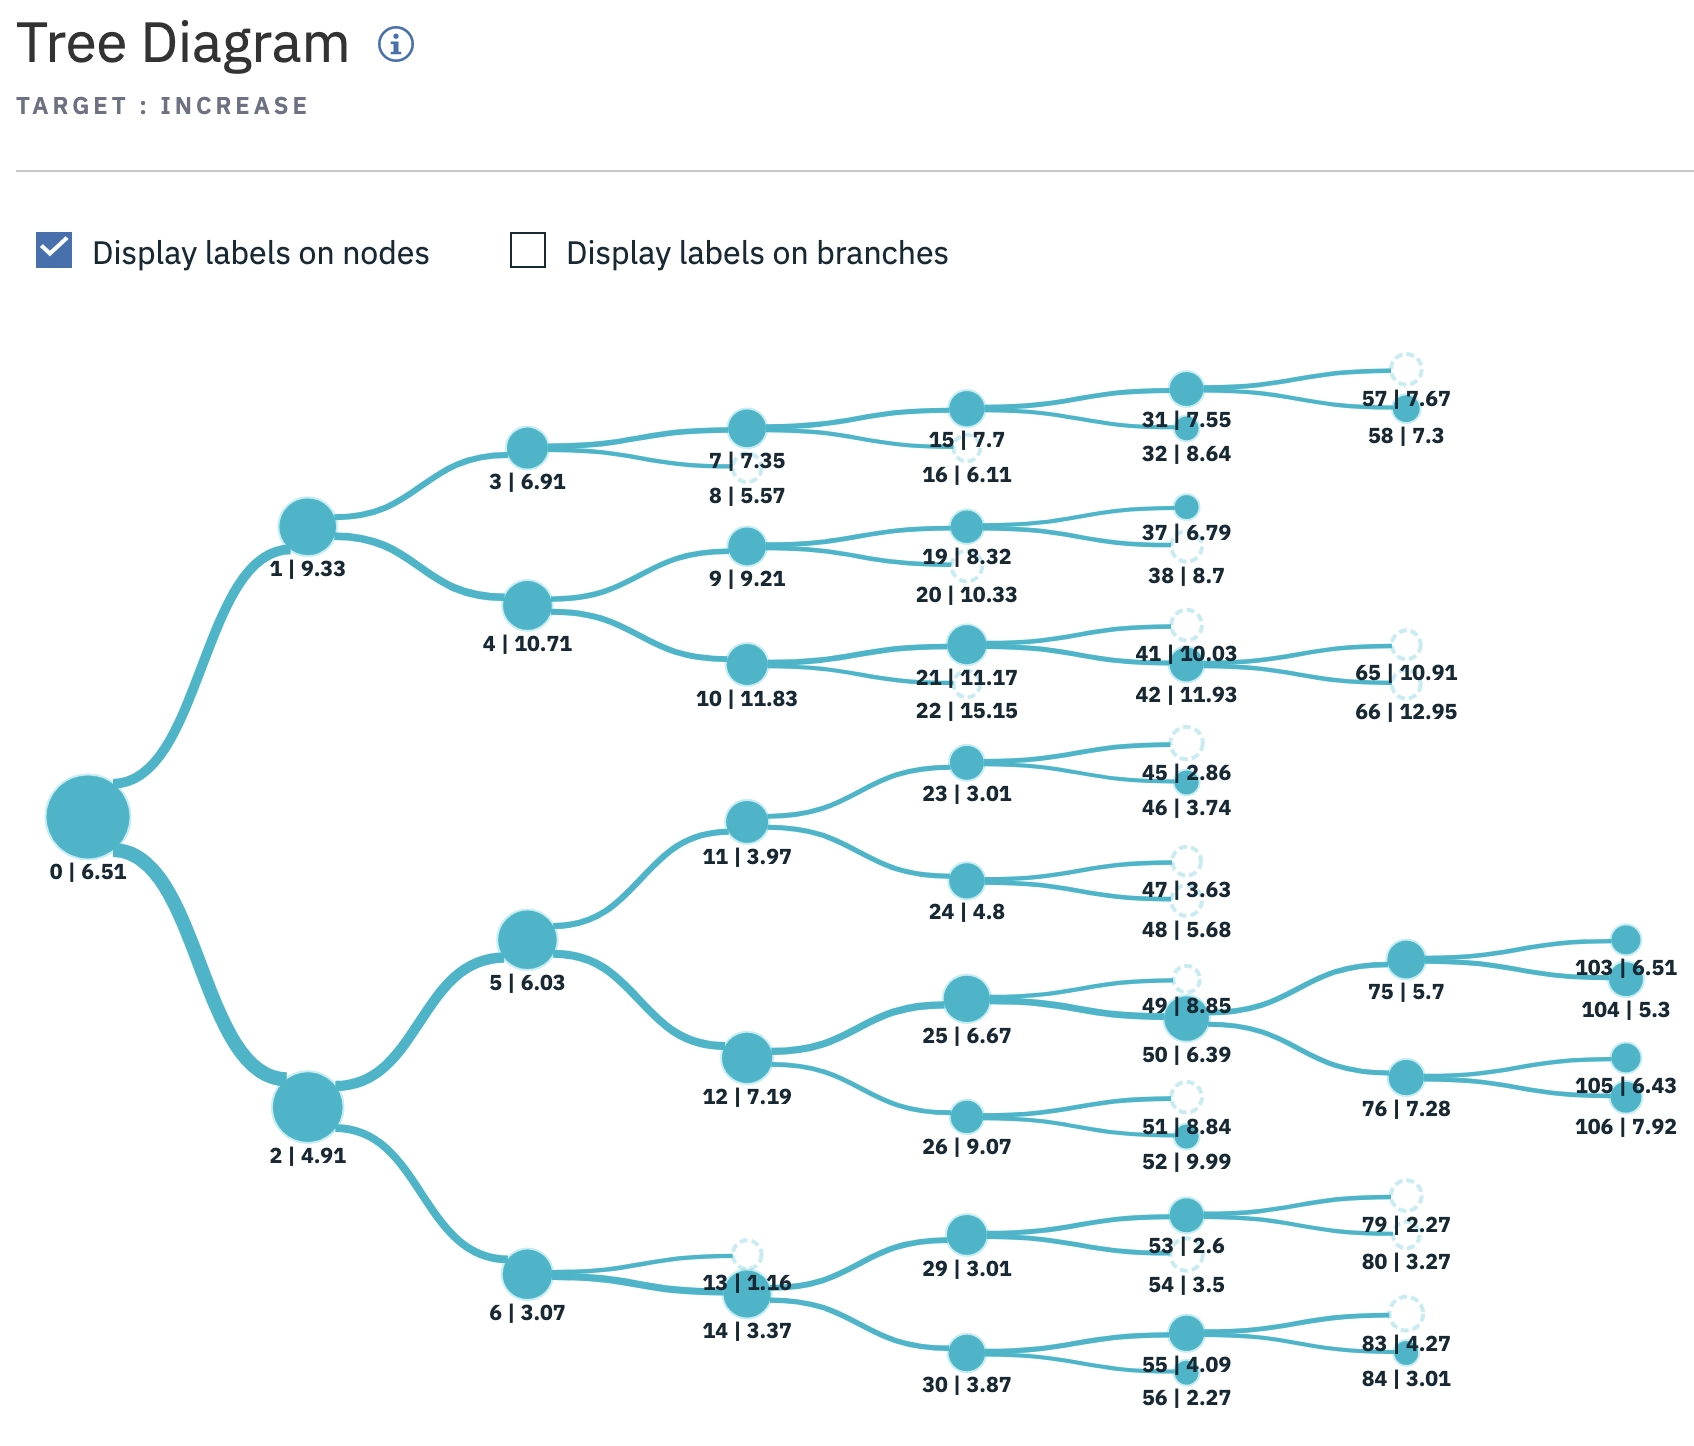 Tree Diagram
TARGET : INCREASE
Display labels on nodes
Display labels on branches
0 | 6.51
1 | 9.33
2 | 4.91
3 | 6.91
4 | 10.71
5 | 6.03
6 | 3.07
7 | 7.35
8 | 5.57
9 | 9.21
10 | 11.83
11 | 3.97
12 | 7.19
13 | 1.16
14 | 3.37
15 | 7.7
16 | 6.11
19 | 8.32
20 | 10.33
21 | 11.17
22 | 15.15
23 | 3.01
24 | 4.8
25 | 6.67
26 | 9.07
29 | 3.01
30 | 3.87
31 | 7.55
32 | 8.64
37 | 6.79
38 | 8.7
41 | 10.03
42 | 11.93
45 | 2.86
46 | 3.74
47 | 3.63
48 | 5.68
49 | 8.85
50 | 6.39
51 | 8.84
52 | 9.99
53 | 2.6
54 | 3.5
55 | 4.09
56 | 2.27
57 | 7.67
58 | 7.3
65 | 10.91
66 | 12.95
75 | 5.7
76 | 7.28
79 | 2.27
80 | 3.27
83 | 4.27
84 | 3.01
103 | 6.51
104 | 5.3
105 | 6.43
106 | 7.92